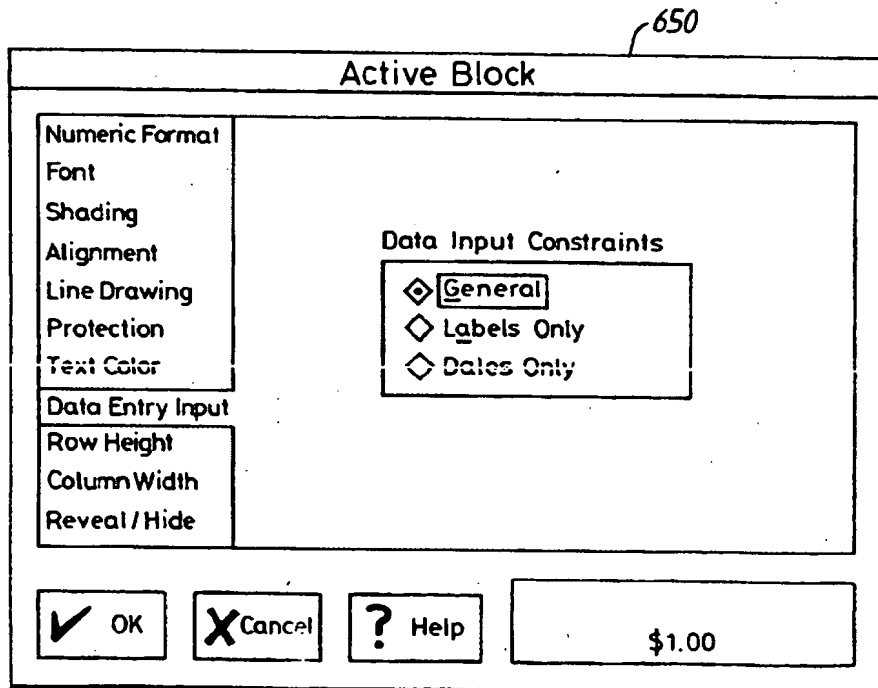 650
Active Block
Numeric Format
Font
Shading
Alignment
Line Drawing
Protection
Text Color
Data Entry Input
Row Height
Column Width
Reveal / Hide
Data Input Constraints
General
Labels Only
Dates Only
OK
Cancel
Help
$1.00